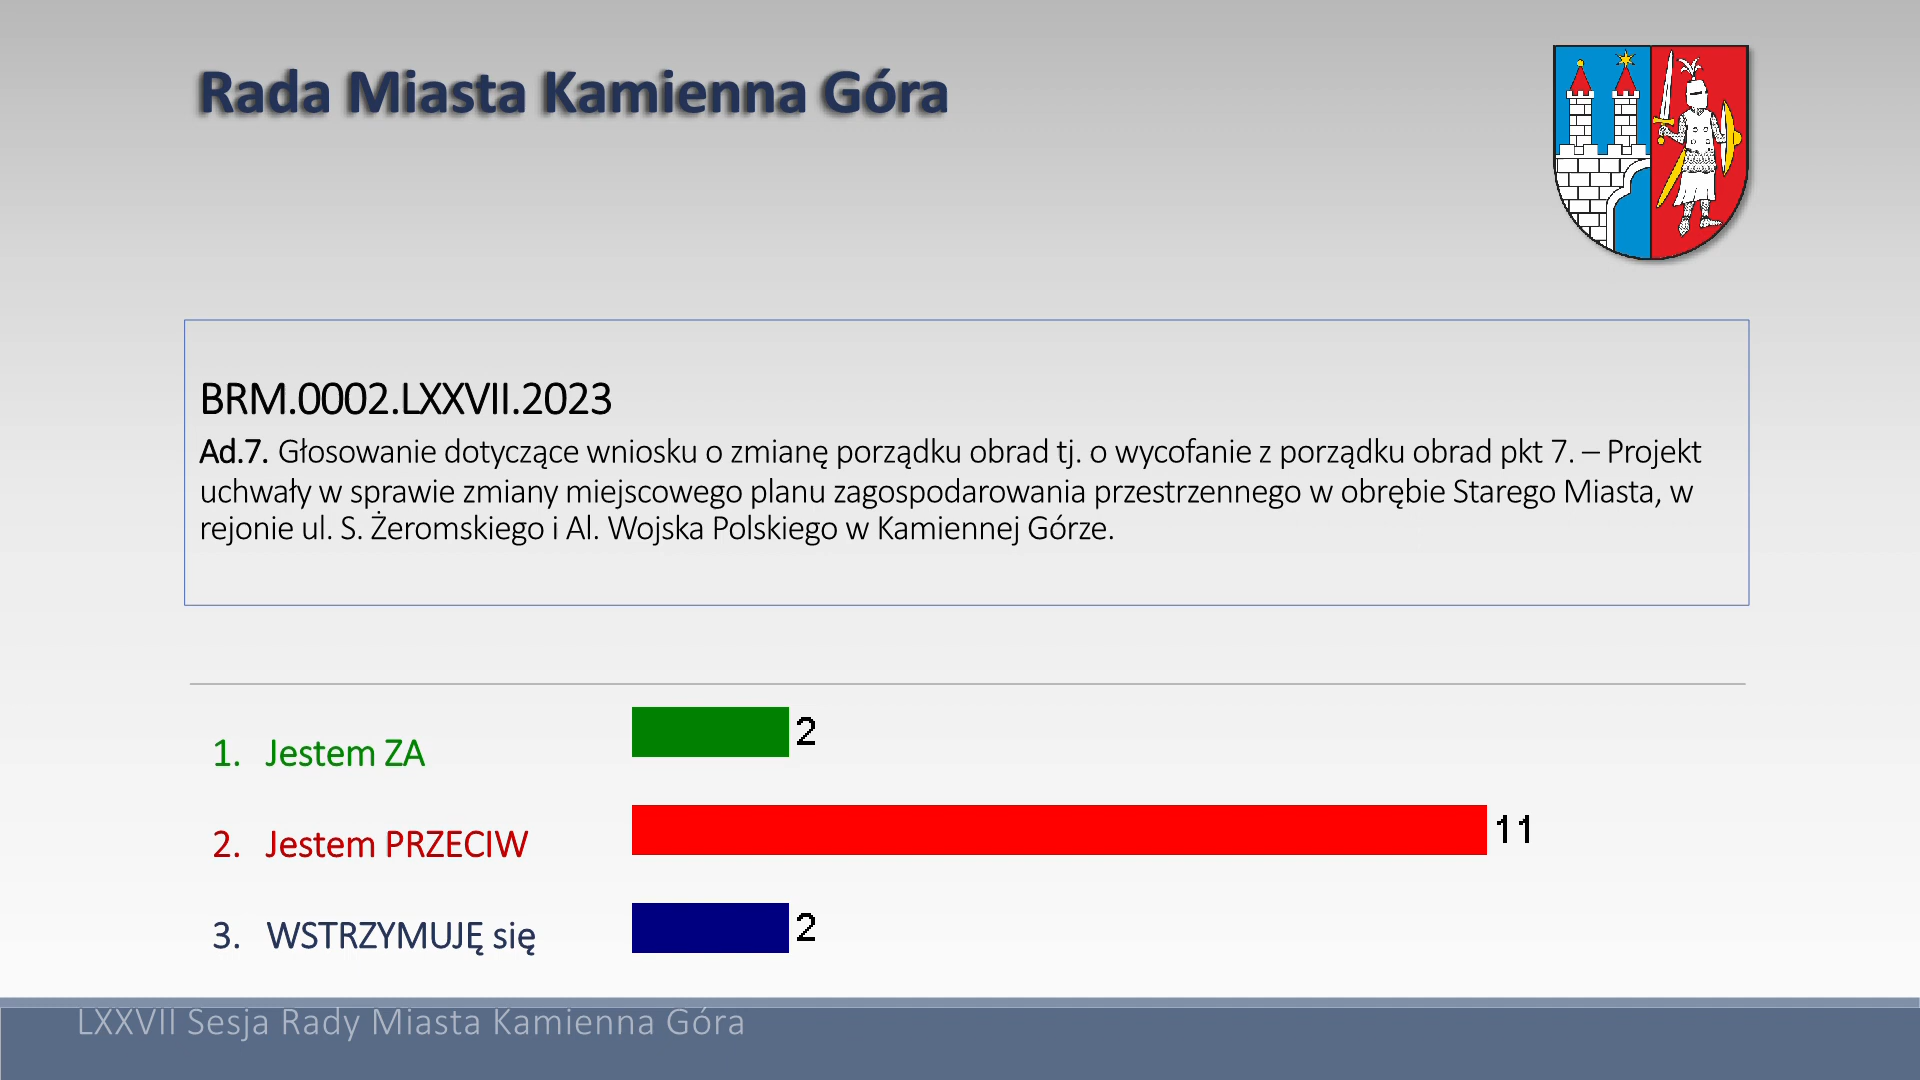 Rada Miasta Kamienna Góra
BRM.0002.LXXVII.2023
Ad.7. Głosowanie dotyczące wniosku o zmianę porządku obrad tj. o wycofanie z porządku obrad pkt 7. – Projekt
uchwały w sprawie zmiany miejscowego planu zagospodarowania przestrzennego w obrębie Starego Miasta, w
rejonie ul. S. Żeromskiego i Al. Wojska Polskiego w Kamiennej Górze.
1. Jestem ZA 2
2. Jestem PRZECIW 11
3. WSTRZYMUJĘ się 2
LXXVII Sesja Rady Miasta Kamienna Góra